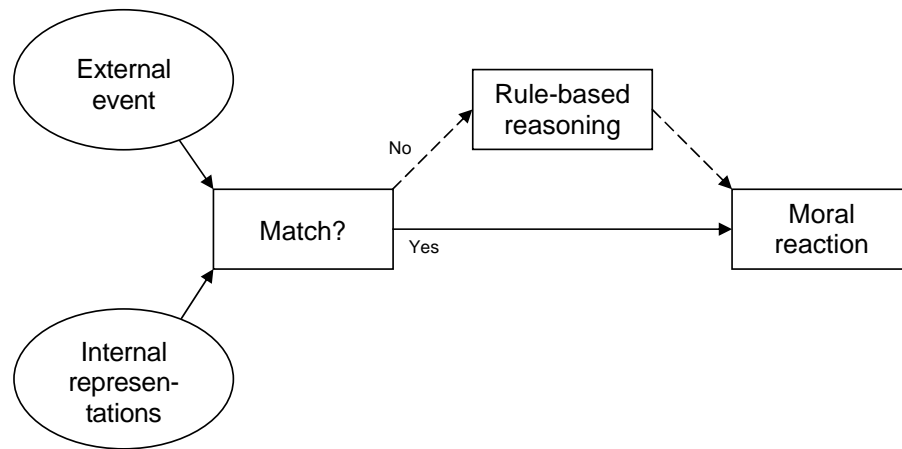 External
event
Rule-based
reasoning
No
Match?
Yes
Moral
reaction
Internal
represen-
tations